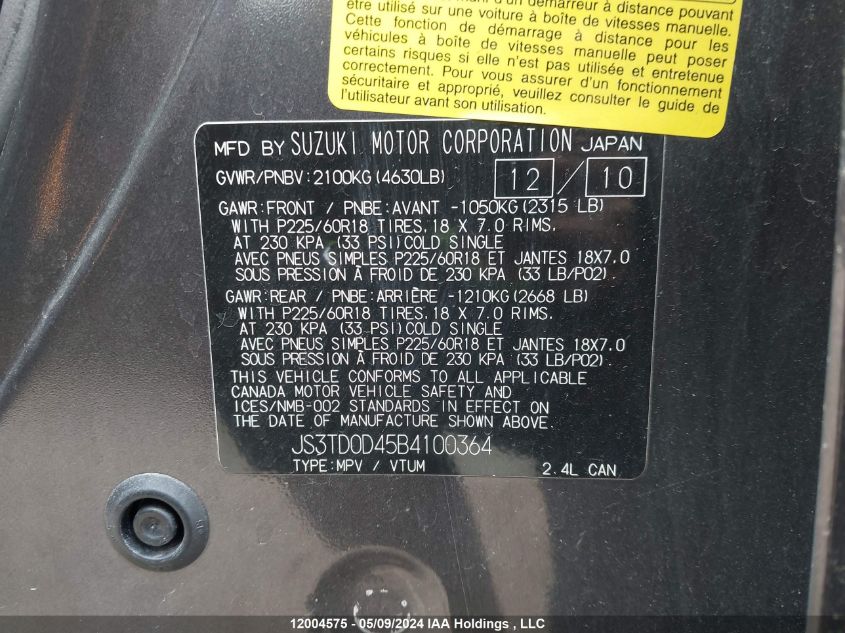 d'un démarreur à distance pouvant
être utilisé sur une voiture à boîte de vitesses manuelle.
Cette fonction de démarrage à distance pour les
véhicules à boîte de vitesses manuelle peut poser
certains risques si elle n'est pas utilisée et entretenue
correctement. Pour vous assurer d'un fonctionnement
sécuritaire et approprié, veuillez consulter le guide de
l'utilisateur avant son utilisation.
MFD BY SUZUKI MOTOR CORPORATION JAPAN
GVWR/PNBV:2100KG(4630LB) 12/10
GAWR:FRONT / PNBE:AVANT -1050KG(2315 LB)
WITH P225/60R18 TIRES, 18 X 7.0 RIMS,
AT 230 KPA (33 PSI)COLD SINGLE
AVEC PNEUS SIMPLES P225/60R18 ET JANTES 18X7.0
SOUS PRESSION À FROID DE 230 KPA (33 LB/PO2).
GAWR:REAR / PNBE:ARRIÈRE -1210KG(2668 LB)
WITH P225/60R18 TIRES, 18 X 7.0 RIMS,
AT 230 KPA (33 PSI)COLD SINGLE
AVEC PNEUS SIMPLES P225/60R18 ET JANTES 18X7.0
SOUS PRESSION À FROID DE 230 KPA (33 LB/PO2).
THIS VEHICLE CONFORMS TO ALL APPLICABLE
CANADA MOTOR VEHICLE SAFETY AND
ICES/NMB-002 STANDARDS IN EFFECT ON
THE DATE OF MANUFACTURE SHOWN ABOVE.
JS3TD0D45B4100364
TYPE:MPV / VTUM 2.4L CAN.
12004575 - 05/09/2024 IAA Holdings , LLC